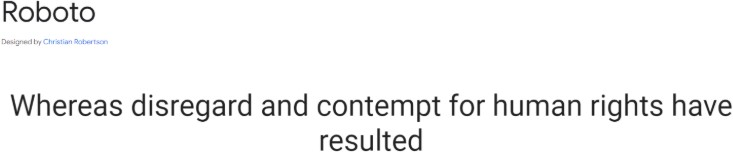 Roboto
Designed by Christian Robertson
Whereas disregard and contempt for human rights have
resulted